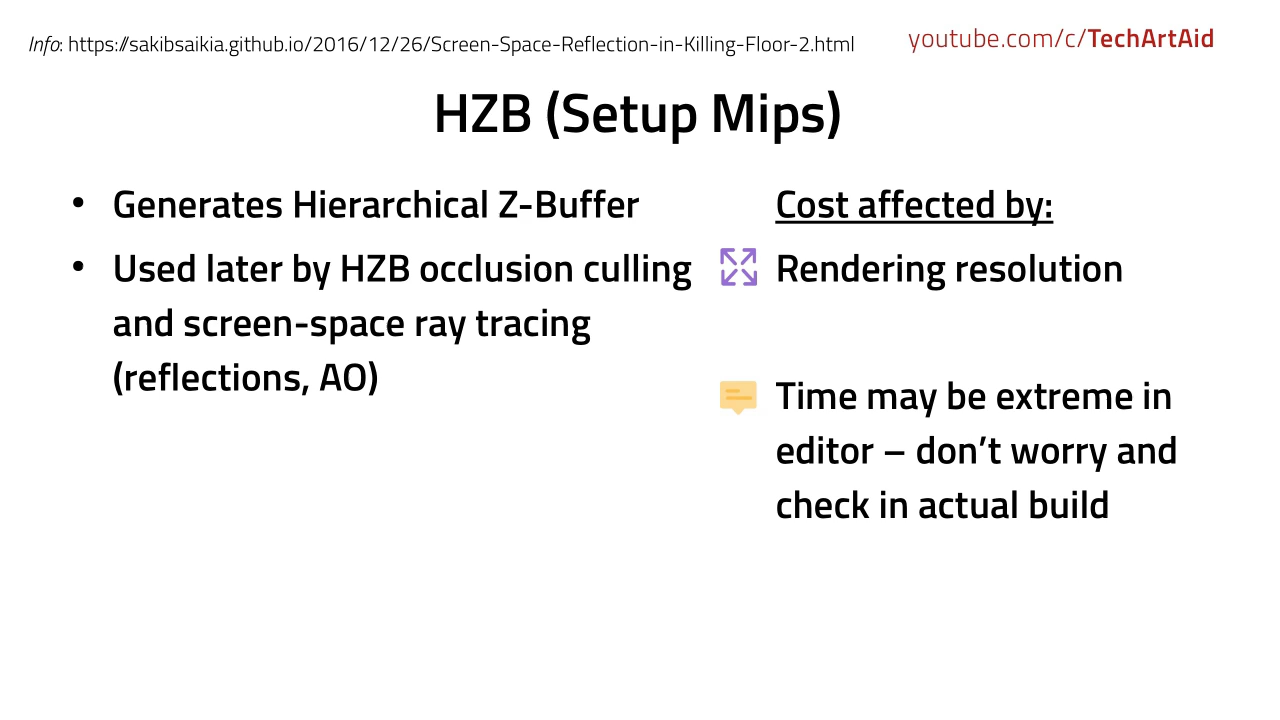 Info: https://sakibsaikia.github.io/2016/12/26/Screen-Space-Reflection-in-Killing-Floor-2.html
youtube.com/c/TechArtAid
HZB (Setup Mips)
• Generates Hierarchical Z-Buffer
• Used later by HZB occlusion culling
and screen-space ray tracing
(reflections, AO)
Cost affected by:
Rendering resolution
Time may be extreme in
editor – don’t worry and
check in actual build